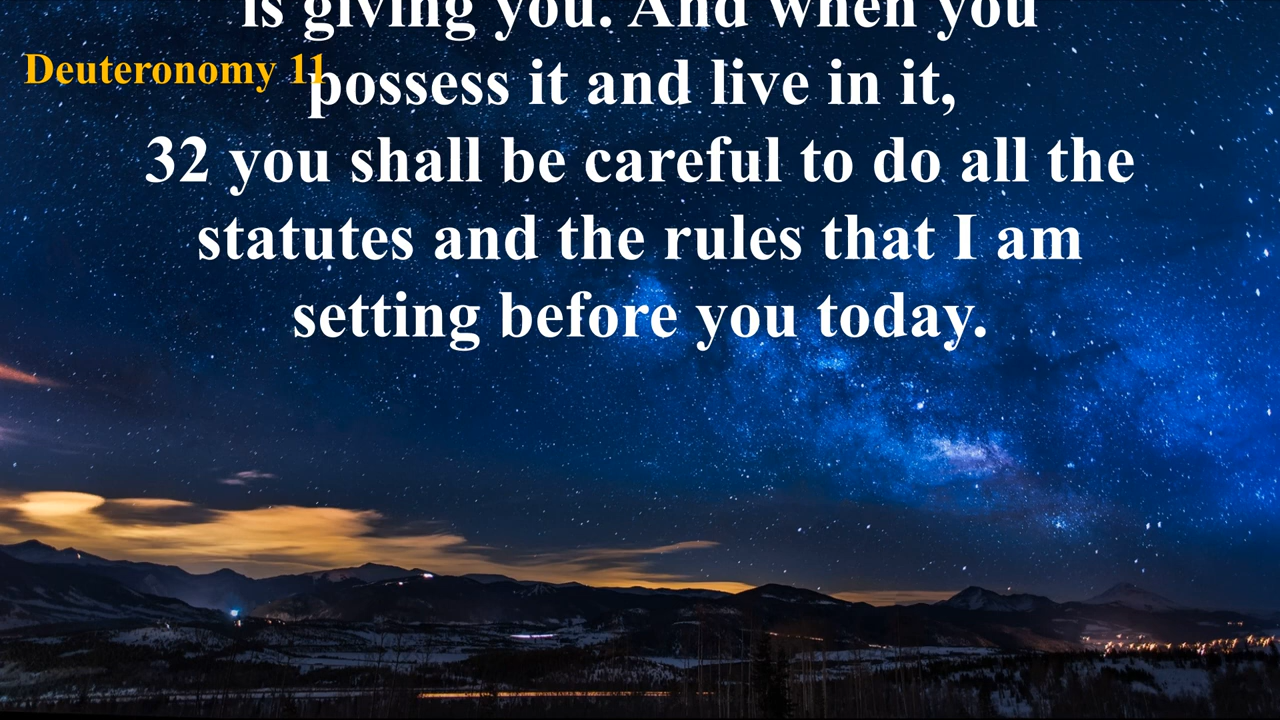 is giving you. And when you
Deuteronomy 11
possess it and live in it,
32 you shall be careful to do all the
statutes and the rules that I am
setting before you today.